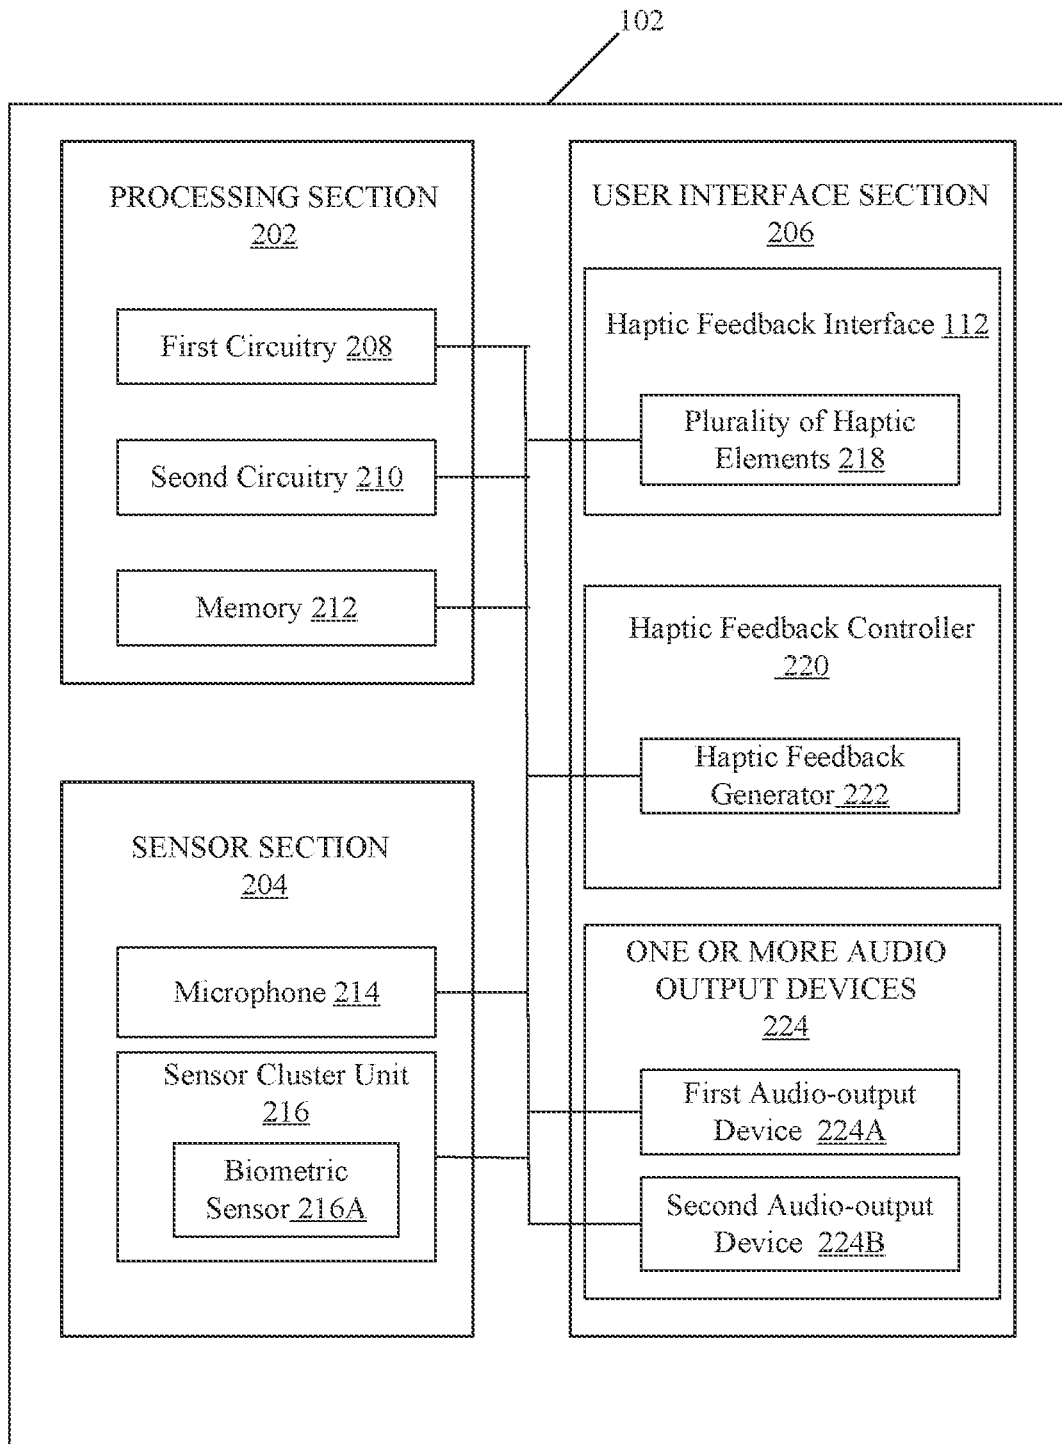 102
PROCESSING SECTION
202
First Circuitry 208
Seond Circuitry 210
Memory 212
SENSOR SECTION
204
Microphone 214
Sensor Cluster Unit
216
Biometric
Sensor 216A
USER INTERFACE SECTION
206
Haptic Feedback Interface 112
Plurality of Haptic
Elements 218
Haptic Feedback Controller
220
Haptic Feedback
Generator 222
ONE OR MORE AUDIO
OUTPUT DEVICES
224
First Audio-output
Device 224A
Second Audio-output
Device 224B